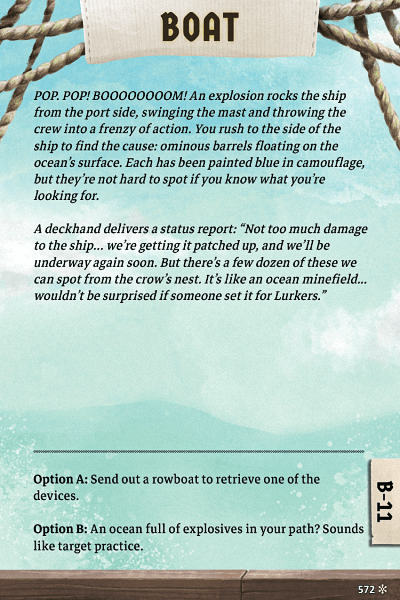 BOAT
POP. POP! BOOOOOOOOM! An explosion rocks the ship
from the port side, swinging the mast and throwing the
crew into a frenzy of action. You rush to the side of the
ship to find the cause: ominous barrels floating on the
ocean's surface. Each has been painted blue in camouflage,
but they're not hard to spot if you know what you're
looking for.
A deckhand delivers a status report: “Not too much damage
to the ship... we're getting it patched up, and we'll be
underway again soon. But there's a few dozen of these we
can spot from the crow's nest. It's like an ocean minefield...
wouldn't be surprised if someone set it for Lurkers.”
Option A: Send out a rowboat to retrieve one of the
devices.
Option B: An ocean full of explosives in your path? Sounds
like target practice.
B-11
572